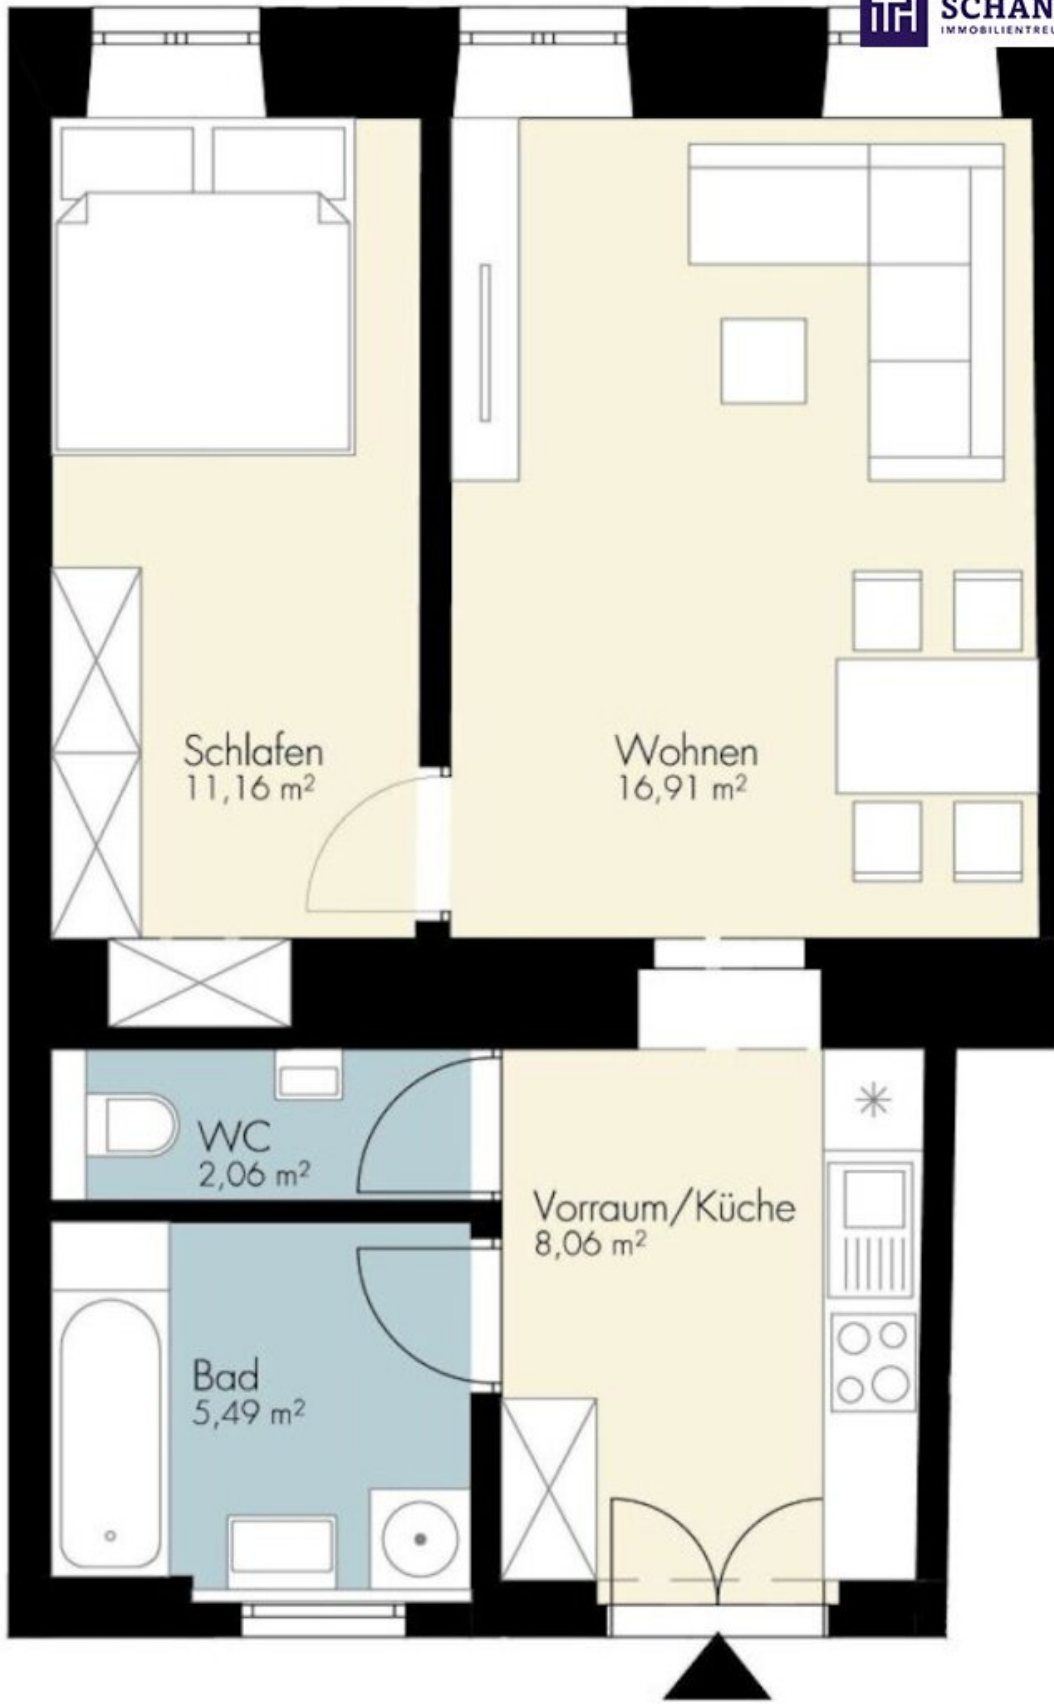 SCHAN
IMMOBILIENTREU
Schlafen
11,16 m²
Wohnen
16,91 m²
WC
2,06 m²
Vorraum/Küche
8,06 m²
Bad
5,49 m²